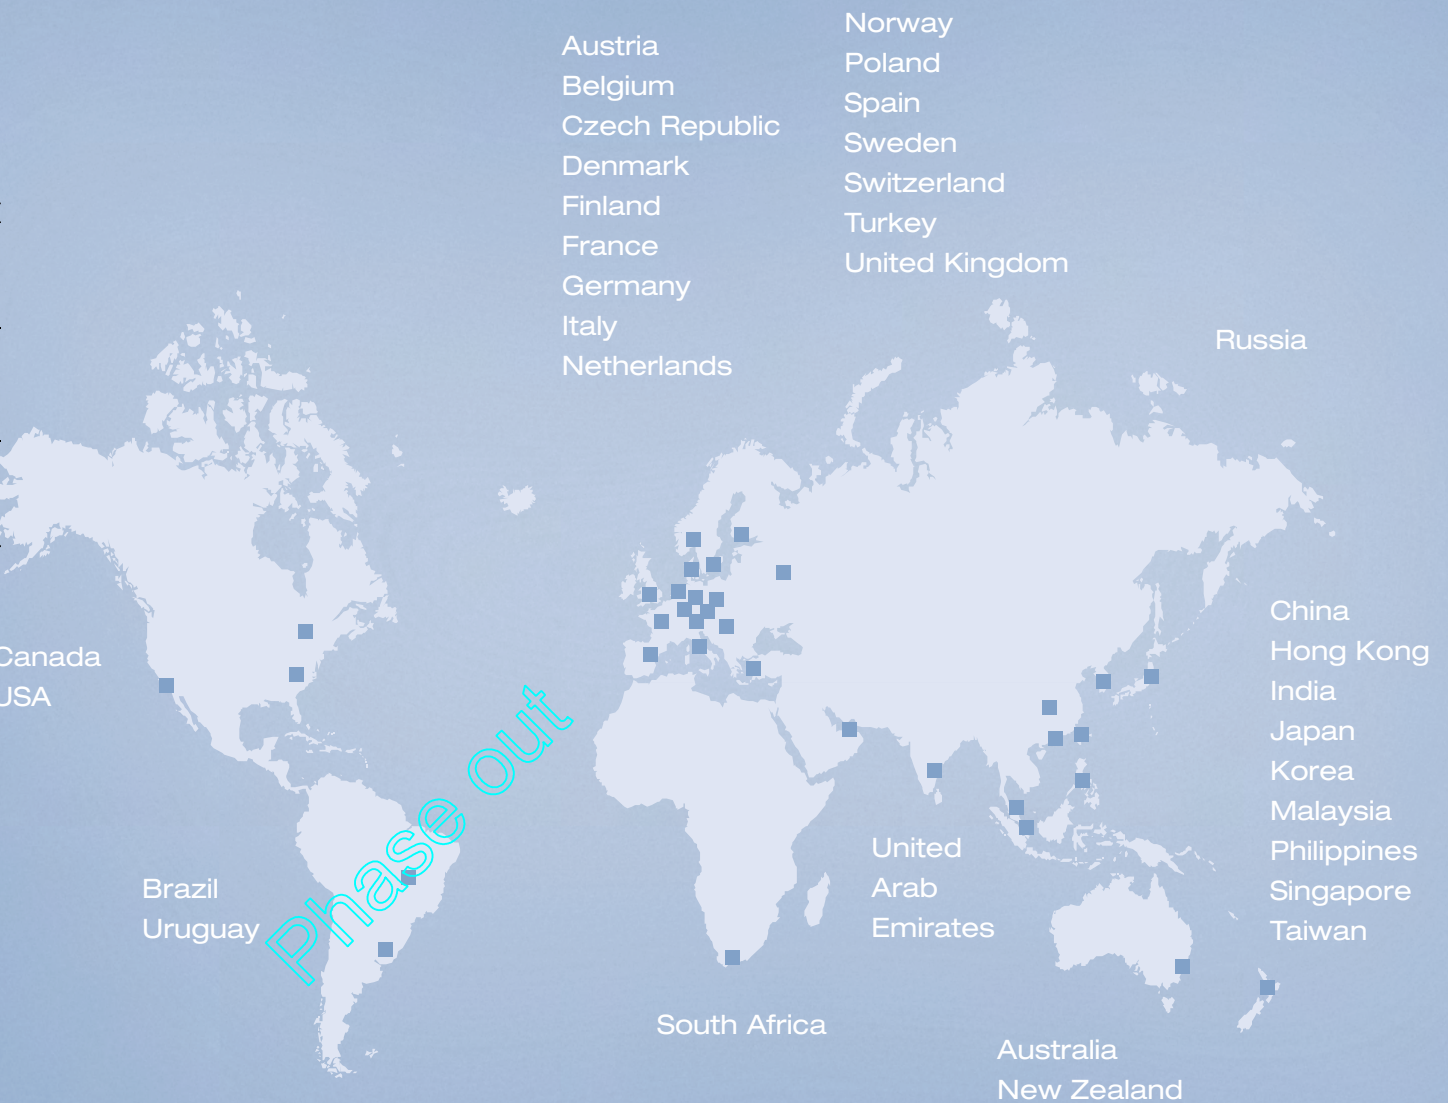 Austria
Belgium
Czech Republic
Denmark
Finland
France
Germany
Italy
Netherlands
Norway
Poland
Spain
Sweden
Switzerland
Turkey
United Kingdom
Russia
Canada
USA
China
Hong Kong
India
Japan
Korea
Malaysia
Philippines
Singapore
Taiwan
Brazil
Uruguay
Phase out
United
Arab
Emirates
South Africa
Australia
New Zealand